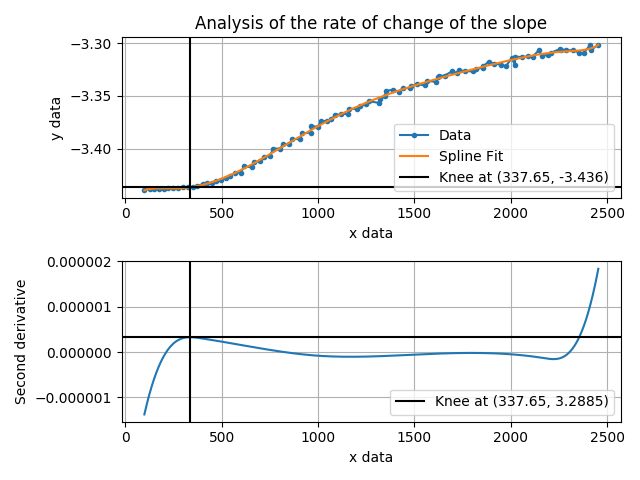 Analysis of the rate of change of the slope
−3.30
−3.35
−3.40
y data
Data
Spline Fit
Knee at (337.65, -3.436)
0 500 1000 1500 2000 2500
x data
0.000002
0.000001
0.000000
−0.000001
Second derivative
Knee at (337.65, 3.2885)
0 500 1000 1500 2000 2500
x data